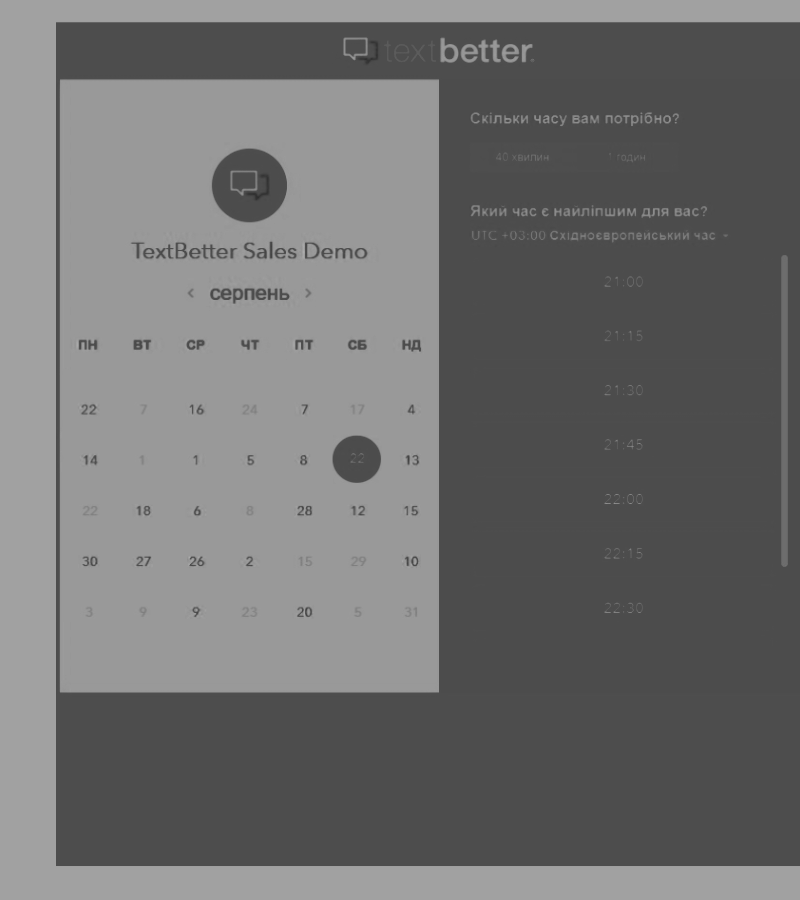 textbetter.
TextBetter Sales Demo
‹ серпень ›
ПН ВТ СР ЧТ ПТ СБ НД
22 7 16 24 7 17 4
14 1 1 5 8 22 13
22 18 6 8 28 12 15
30 27 26 2 15 29 10
3 9 9 23 20 5 31
Скільки часу вам потрібно?
40 хвилин 1 годин
Який час є найліпшим для вас?
UTC +03:00 Східноєвропейський час
21:00
21:15
21:30
21:45
22:00
22:15
22:30